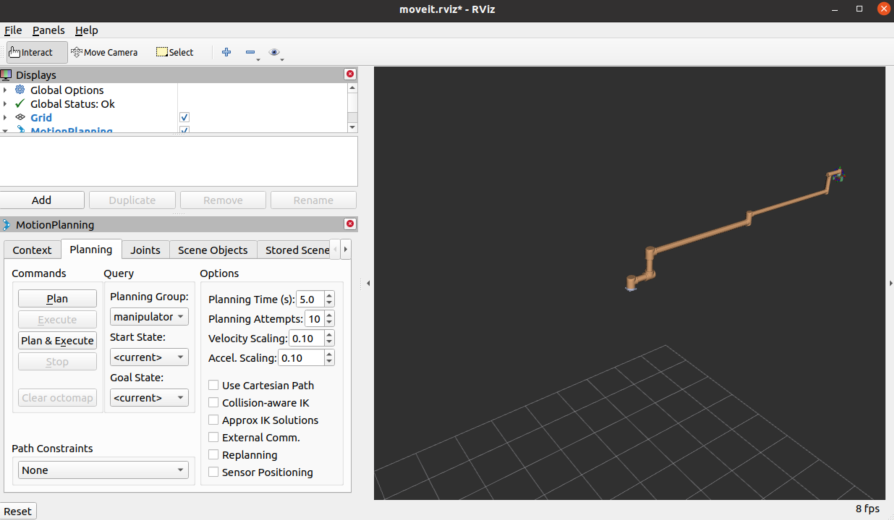 moveit.rviz* - RViz
File Panels Help
Interact Move Camera Select
Displays
Global Options
Global Status: Ok
Grid
MotionPlanning
Add Duplicate Remove Rename
MotionPlanning
Context Planning Joints Scene Objects Stored Scene
Commands Query Options
Plan
Execute
Plan & Execute
Stop
Clear octomap
Planning Group:
manipulator
Start State:
<current>
Goal State:
<current>
Planning Time (s): 5.0
Planning Attempts: 10
Velocity Scaling: 0.10
Accel. Scaling: 0.10
Use Cartesian Path
Collision-aware IK
Approx IK Solutions
External Comm.
Replanning
Sensor Positioning
Path Constraints
None
Reset
8 fps